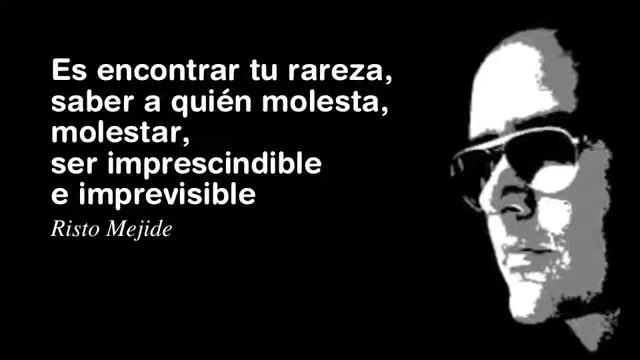 Es encontrar tu rareza,
saber a quién molesta,
molestar,
ser imprescindible
e imprevisible
Risto Mejide